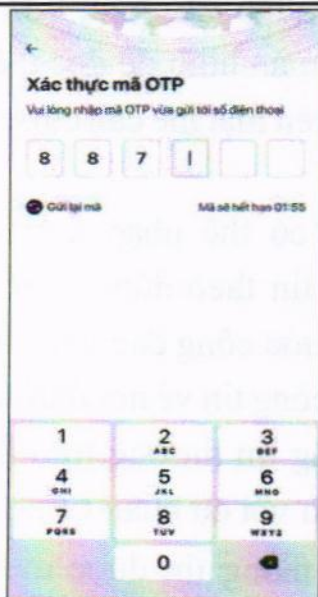 ←
Xác thực mã OTP
Vui lòng nhập mã OTP vừa gửi tới số điện thoại
8 8 7 |
Gửi lại mã Mã sẽ hết hạn 01:55
1 2 3
ABC DEF
4 5 6
GHI JKL MNO
7 8 9
PQRS TUV WXYZ
0